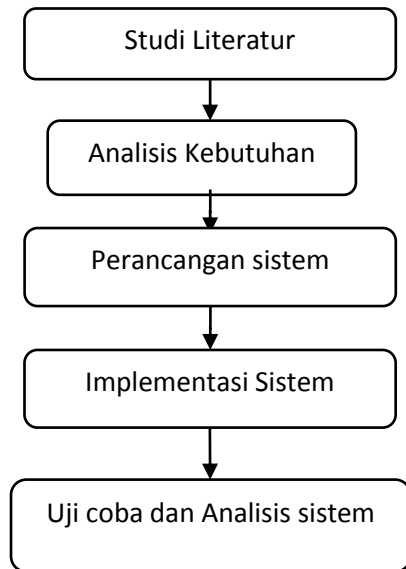 Studi Literatur
Analisis Kebutuhan
Perancangan sistem
Implementasi Sistem
Uji coba dan Analisis sistem